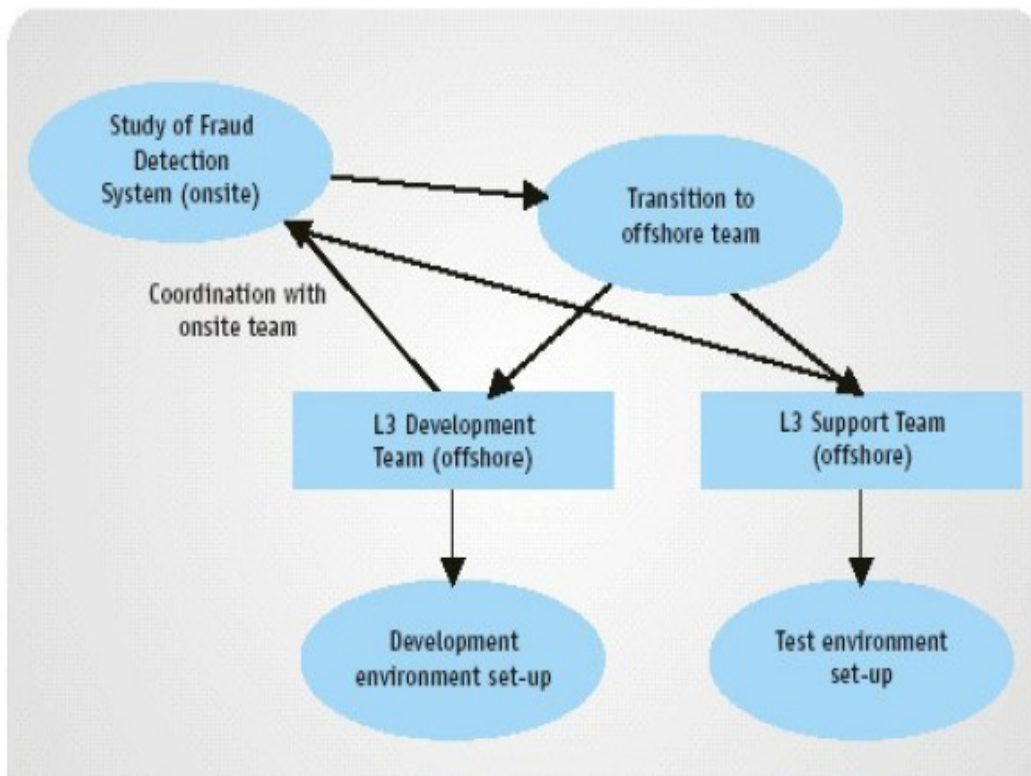 Study of Fraud
Detection
System (onsite)
Transition to
offshore team
Coordination with
onsite team
L3 Development
Team (offshore)
L3 Support Team
(offshore)
Development
environment set-up
Test environment
set-up